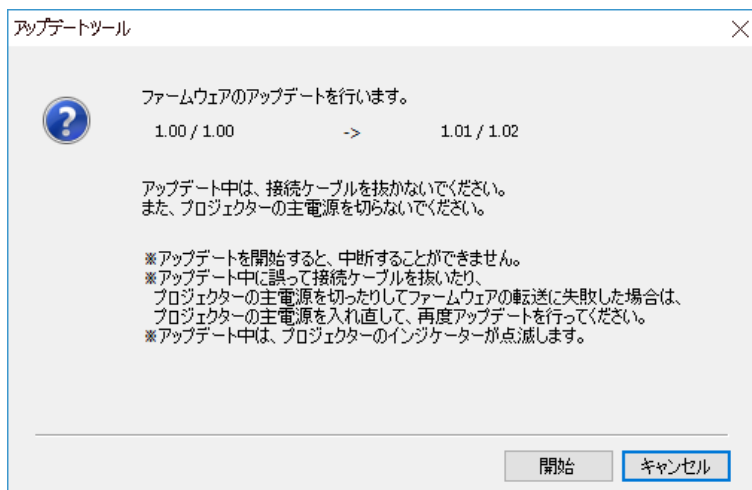 アップデートツール
ファームウェアのアップデートを行います。
1.00 / 1.00 -> 1.01 / 1.02
アップデート中は、接続ケーブルを抜かないでください。
また、プロジェクターの主電源を切らないでください。
※アップデートを開始すると、中断することができません。
※アップデート中に誤って接続ケーブルを抜いたり、
プロジェクターの主電源を切ったりしてファームウェアの転送に失敗した場合は、
プロジェクターの主電源を入れ直して、再度アップデートを行ってください。
※アップデート中は、プロジェクターのインジケーターが点滅します。
開始 キャンセル